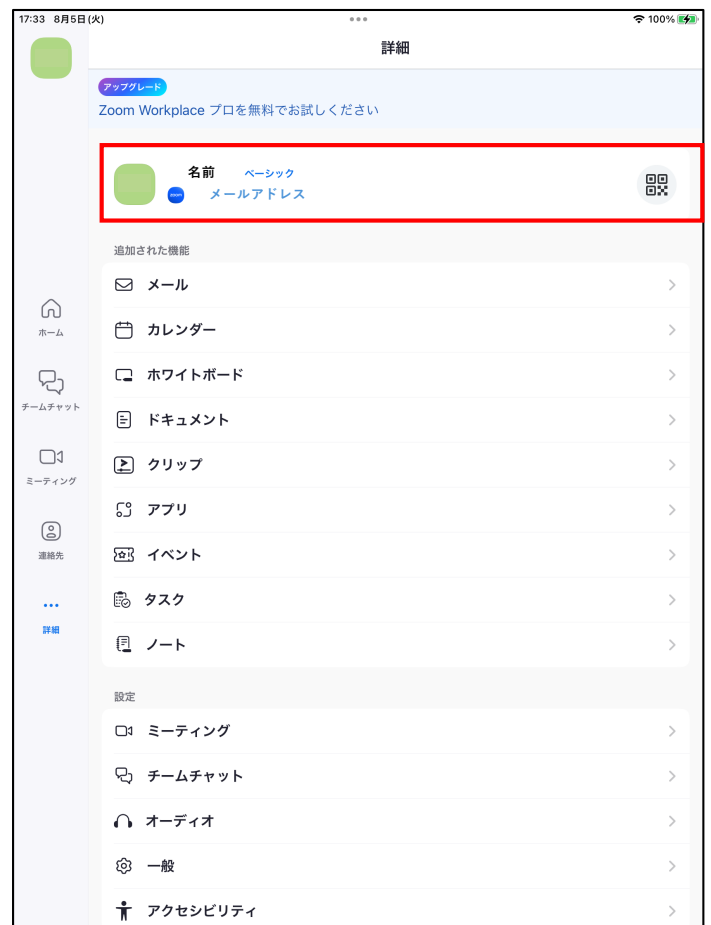 17:33 8月5日(火)
100%
詳細
アップグレード
Zoom Workplace プロを無料でお試しください
名前 ベーシック
zoom メールアドレス
追加された機能
メール
カレンダー
ホワイトボード
ドキュメント
クリップ
アプリ
イベント
タスク
ノート
設定
ミーティング
チームチャット
オーディオ
一般
アクセシビリティ
ホーム
チームチャット
ミーティング
連絡先
詳細